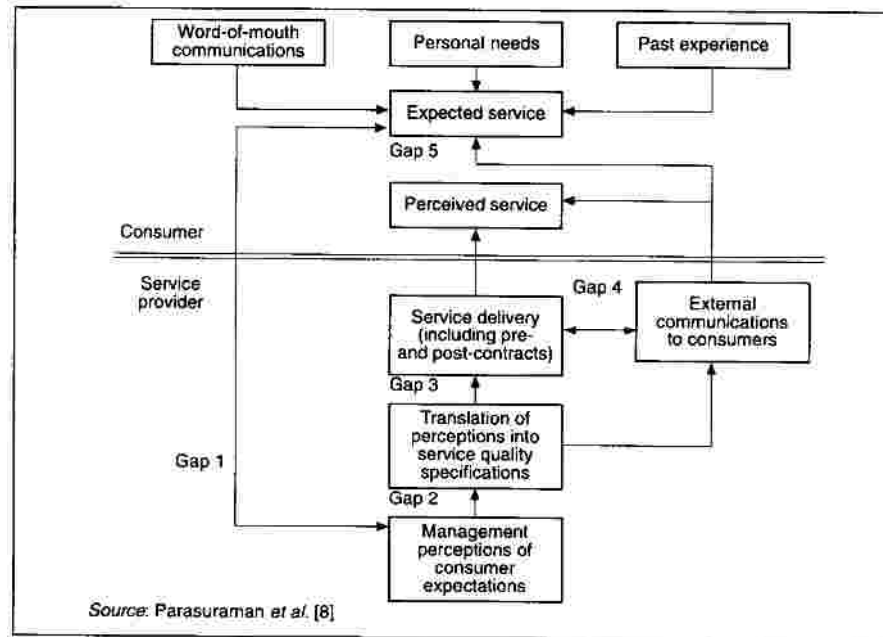 Word-of-mouth
communications
Personal needs
Past experience
Expected service
Gap 5
Perceived service
Consumer
Service
provider
Gap 4
Service delivery
(including pre-
and post-contracts)
External
communications
to consumers
Gap 3
Translation of
perceptions into
service quality
specifications
Gap 1
Gap 2
Management
perceptions of
consumer
expectations
Source: Parasuraman et al. [8]